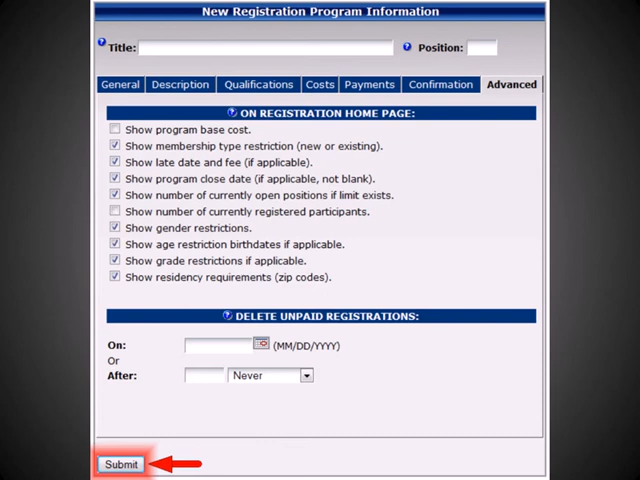 New Registration Program Information
Title: Position:
General Description Qualifications Costs Payments Confirmation Advanced
ON REGISTRATION HOME PAGE:
Show program base cost.
Show membership type restriction (new or existing).
Show late date and fee (if applicable).
Show program close date (if applicable, not blank).
Show number of currently open positions if limit exists.
Show number of currently registered participants.
Show gender restrictions.
Show age restriction birthdates if applicable.
Show grade restrictions if applicable.
Show residency requirements (zip codes).
DELETE UNPAID REGISTRATIONS:
On: (MM/DD/YYYY)
Or
After: Never
Submit